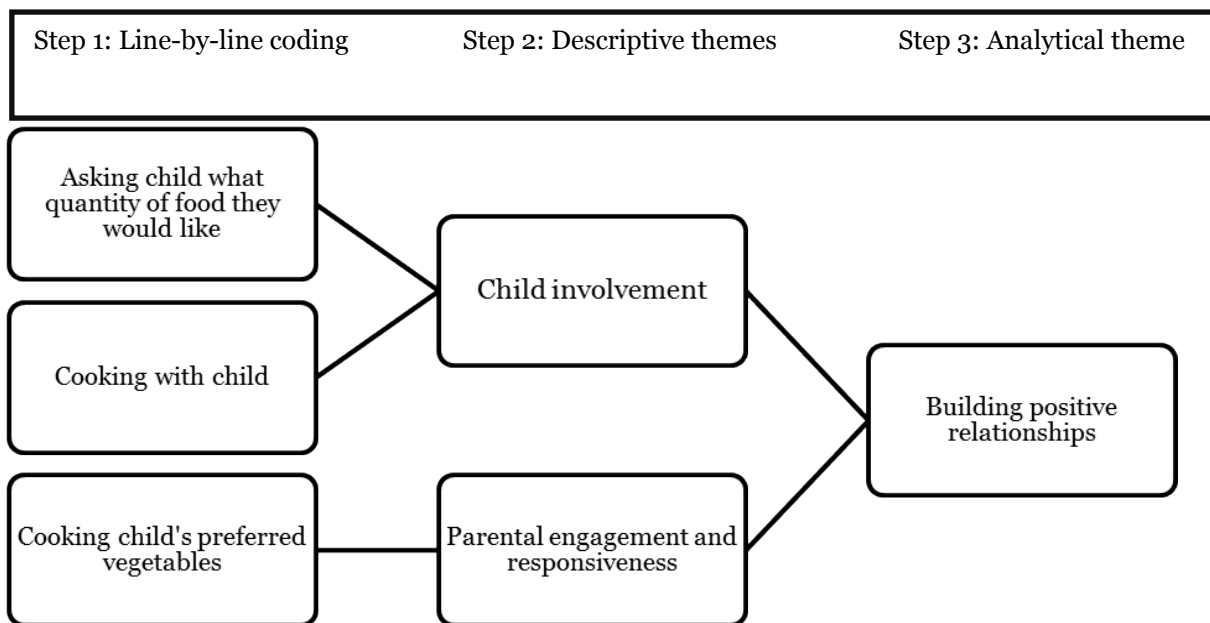 Step 1: Line-by-line coding
Step 2: Descriptive themes
Step 3: Analytical theme
Asking child what
quantity of food they
would like
Cooking with child
Cooking child's preferred
vegetables
Child involvement
Parental engagement and
responsiveness
Building positive
relationships